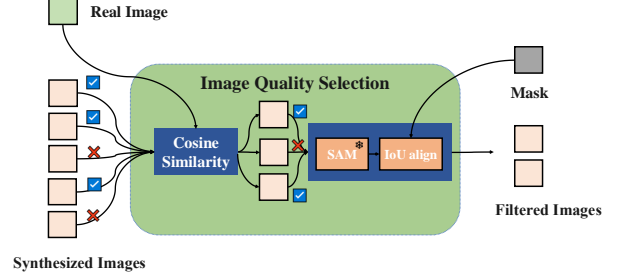 Real Image
Image Quality Selection
Mask
Cosine
Similarity
SAM
IoU align
Filtered Images
Synthesized Images